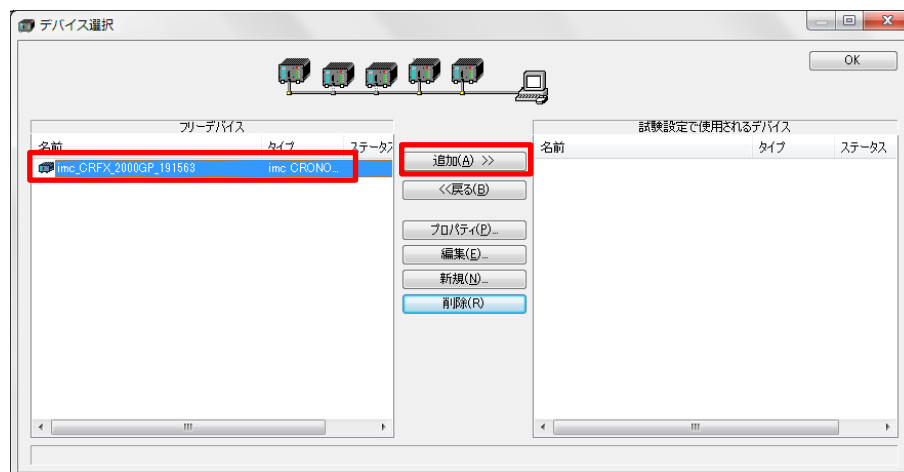 デバイス選択
OK
フリーデバイス
名前 タイプ ステータス
imc_CRFX_2000GP_191563 imc CRONO...
追加(A) >>
<<戻る(B)
プロパティ(P)...
編集(E)...
新規(N)...
削除(R)
試験設定で使用されるデバイス
名前 タイプ ステータス